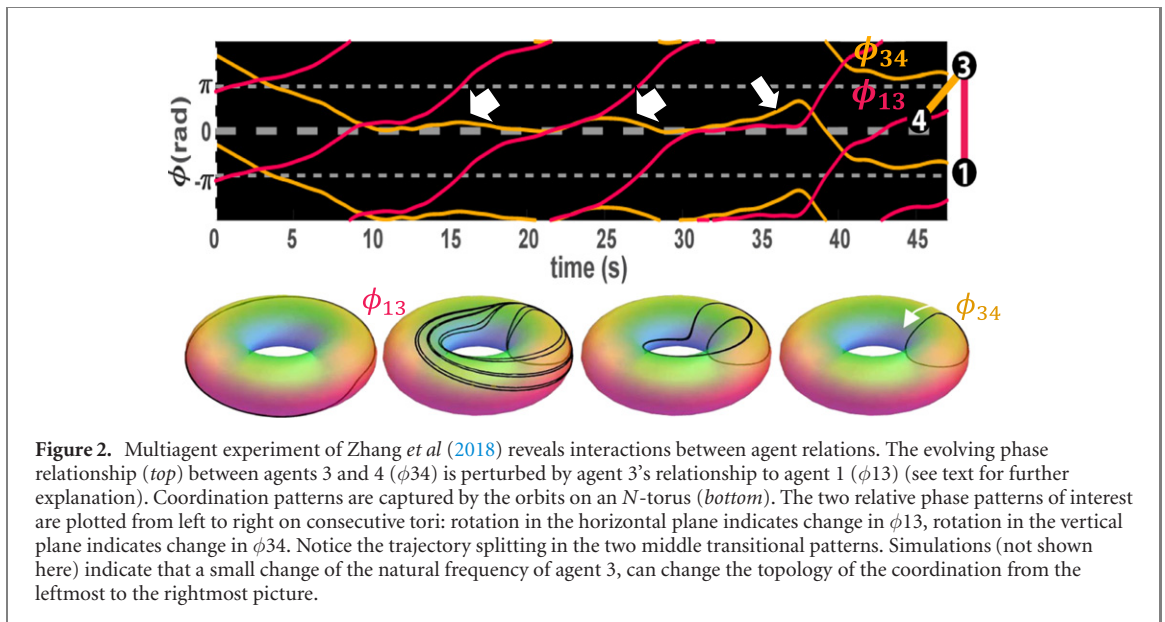 ϕ34
3
π
ϕ13
4
0
ϕ(rad)
-π
1
0 5 10 15 20 25 30 35 40 45
time (s)
ϕ13
ϕ34
Figure 2. Multiagent experiment of Zhang et al (2018) reveals interactions between agent relations. The evolving phase
relationship (top) between agents 3 and 4 (ϕ34) is perturbed by agent 3’s relationship to agent 1 (ϕ13) (see text for further
explanation). Coordination patterns are captured by the orbits on an N-torus (bottom). The two relative phase patterns of interest
are plotted from left to right on consecutive tori: rotation in the horizontal plane indicates change in ϕ13, rotation in the vertical
plane indicates change in ϕ34. Notice the trajectory splitting in the two middle transitional patterns. Simulations (not shown
here) indicate that a small change of the natural frequency of agent 3, can change the topology of the coordination from the
leftmost to the rightmost picture.